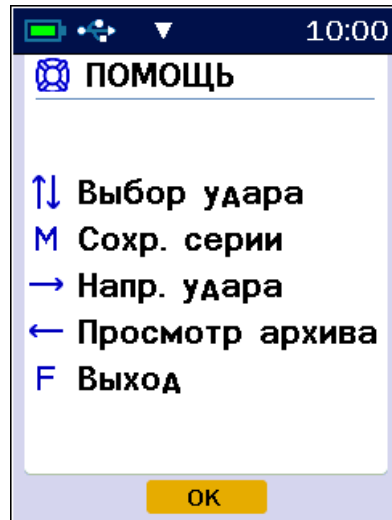 10:00
ПОМОЩЬ
↑↓ Выбор удара
M Сохр. серии
→ Напр. удара
← Просмотр архива
F Выход
OK